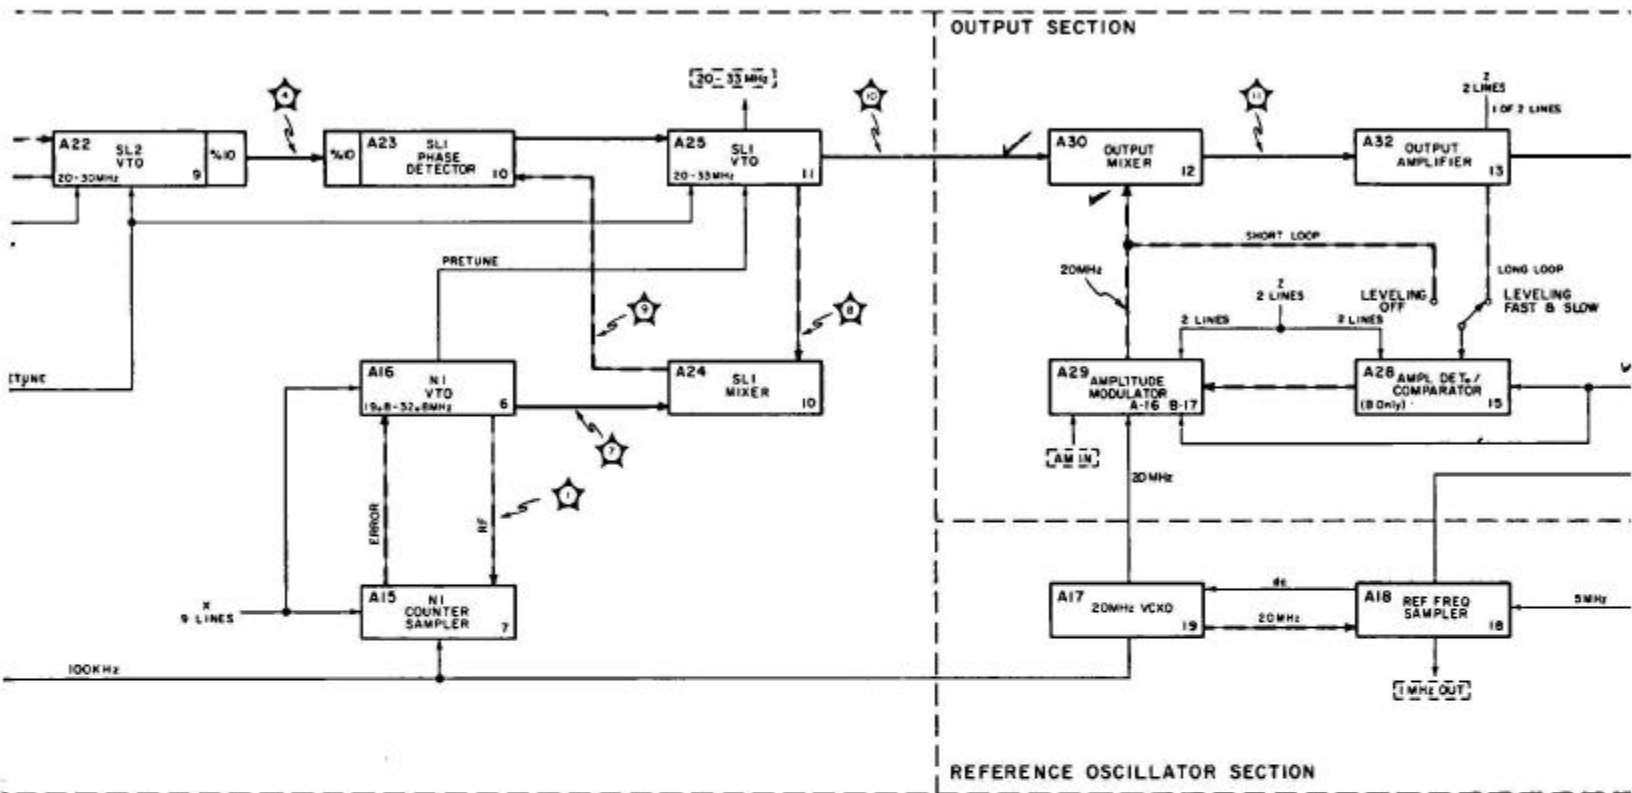 OUTPUT SECTION
20-33MHz
4
10
11
Z
2 LINES
1 OF 2 LINES
A22
SL2
VTO
20-30MHz
9
%10
%10
A23
SL1
PHASE
DETECTOR
10
A25
SL1
VTO
20-33MHz
11
A30
OUTPUT
MIXER
12
A32
OUTPUT
AMPLIFIER
13
SHORT LOOP
PRETUNE
20MHz
Z
2 LINES
LONG LOOP
LEVELING
OFF
LEVELING
FAST & SLOW
9
8
2 LINES
2 LINES
ETUNE
A16
N1
VTO
19.8-32.8MHz
6
A24
SL1
MIXER
10
A29
AMPLITUDE
MODULATOR
A-16 B-17
A28
AMPL DET./
COMPARATOR
(B Only)
15
7
AM IN
20MHz
1
ERROR
RF
A15
N1
COUNTER
SAMPLER
7
X
9 LINES
A17
20MHz VCXO
19
dc
20MHz
A18
REF FREQ
SAMPLER
18
5MHz
100KHz
1MHz OUT
REFERENCE OSCILLATOR SECTION